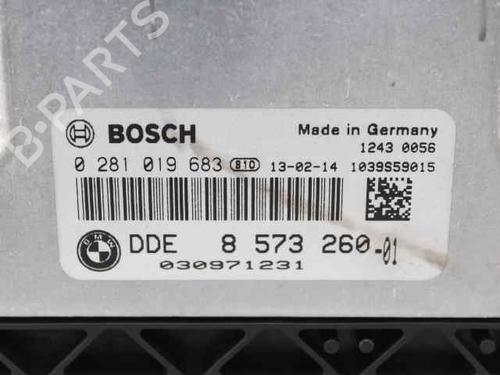 B-PARTS
BOSCH
Made in Germany
1243 0056
0 281 019 683 B10 13-02-14 1039S59015
BMW
DDE 8 573 260-01
030971231